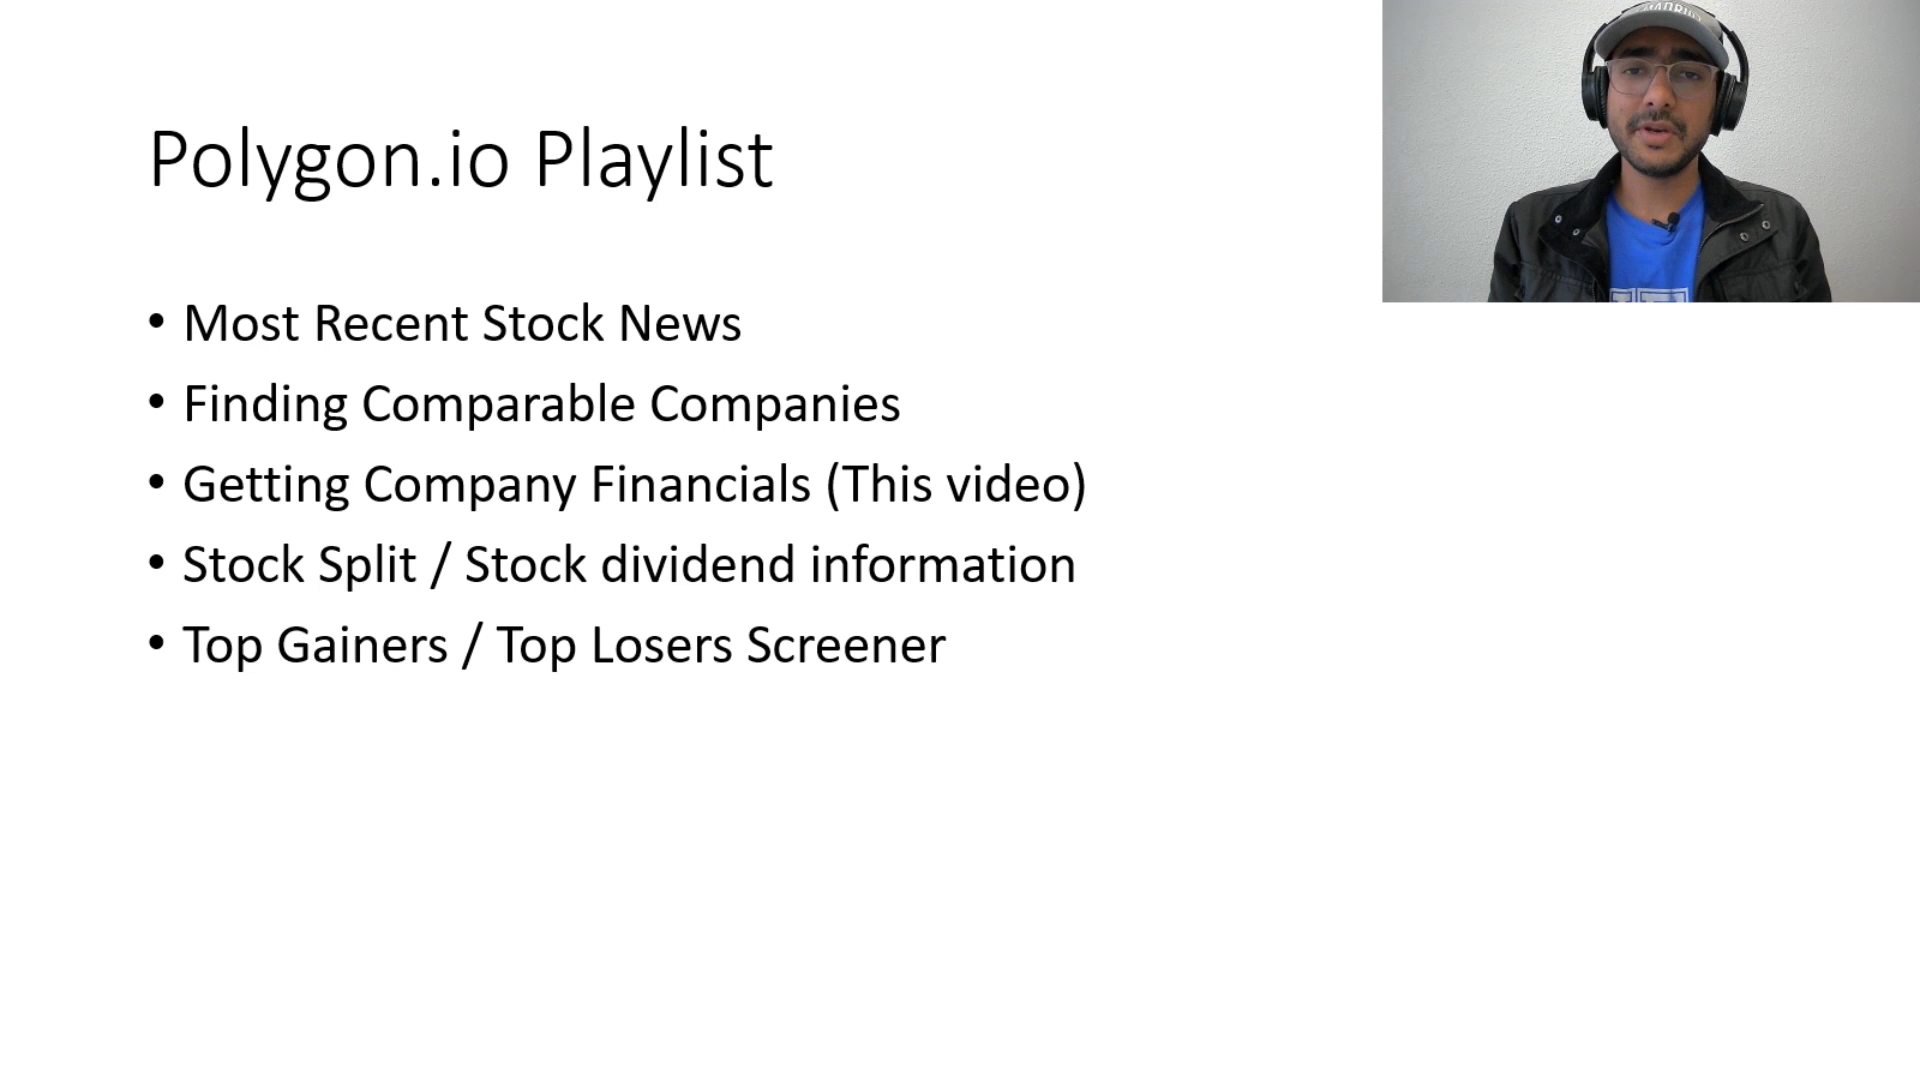 Polygon.io Playlist
• Most Recent Stock News
• Finding Comparable Companies
• Getting Company Financials (This video)
• Stock Split / Stock dividend information
• Top Gainers / Top Losers Screener